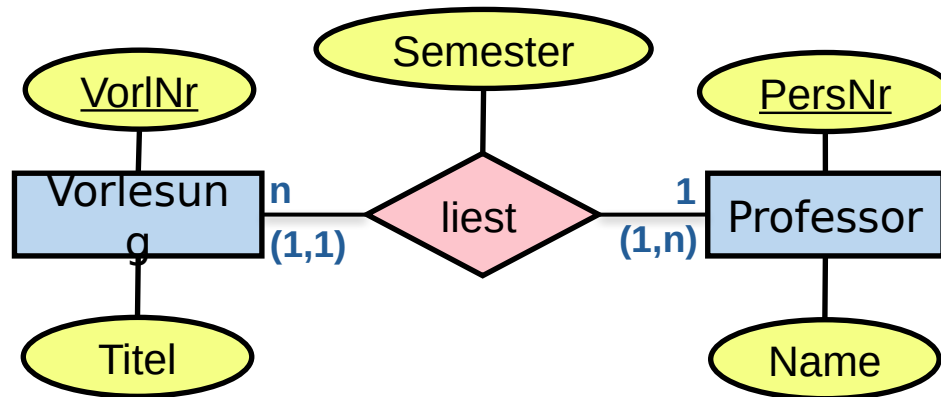 Semester
VorlNr
PersNr
Vorlesun
g
n
(1,1)
liest
1
(1,n)
Professor
Titel
Name